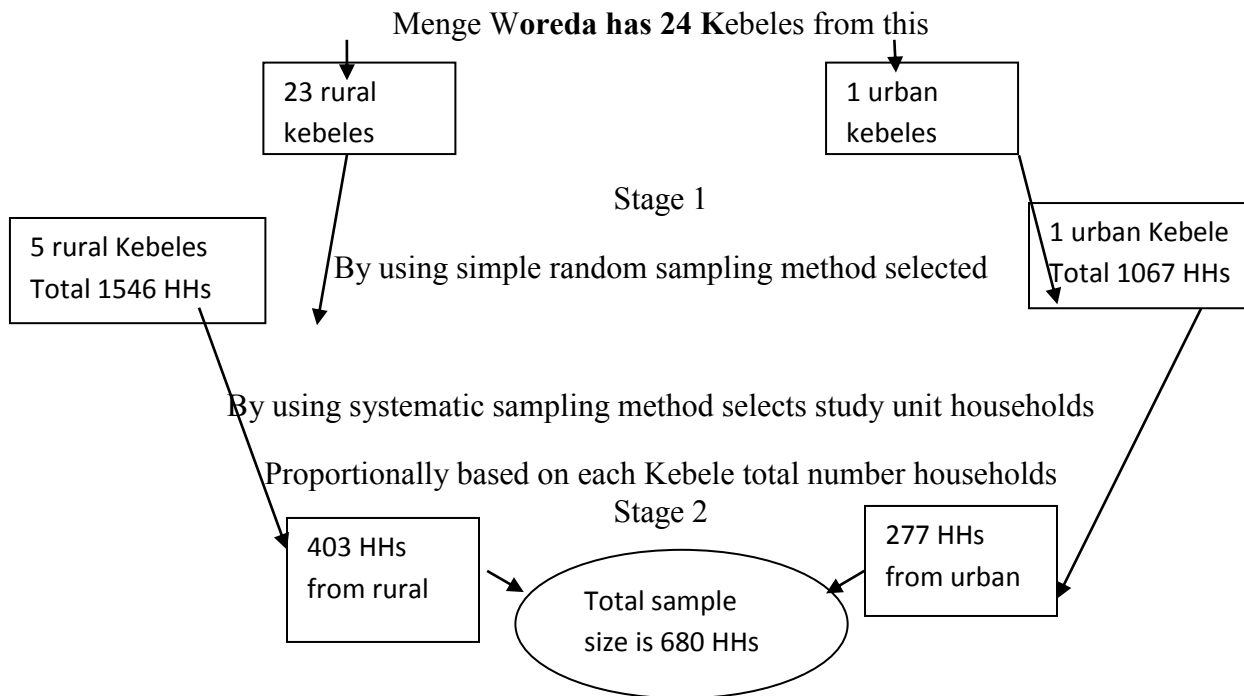 Menge Woreda has 24 Kebeles from this
23 rural
kebeles
1 urban
kebeles
Stage 1
5 rural Kebeles
Total 1546 HHs
By using simple random sampling method selected
1 urban Kebele
Total 1067 HHs
By using systematic sampling method selects study unit households
Proportionally based on each Kebele total number households
Stage 2
403 HHs
from rural
277 HHs
from urban
Total sample
size is 680 HHs